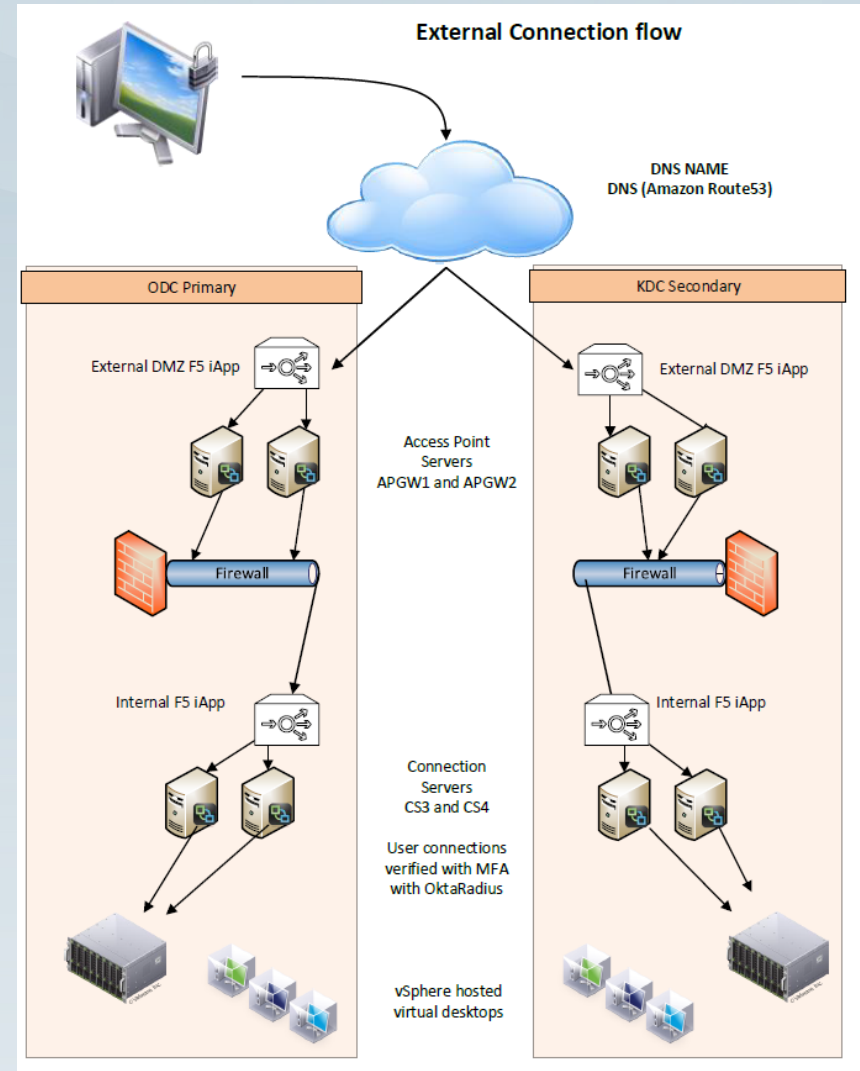 External Connection flow
DNS NAME
DNS (Amazon Route53)
ODC Primary
KDC Secondary
External DMZ F5 iApp
External DMZ F5 iApp
Access Point
Servers
APGW1 and APGW2
Firewall
Firewall
Internal F5 iApp
Internal F5 iApp
Connection
Servers
CS3 and CS4
User connections
verified with MFA
with OktaRadius
vSphere hosted
virtual desktops